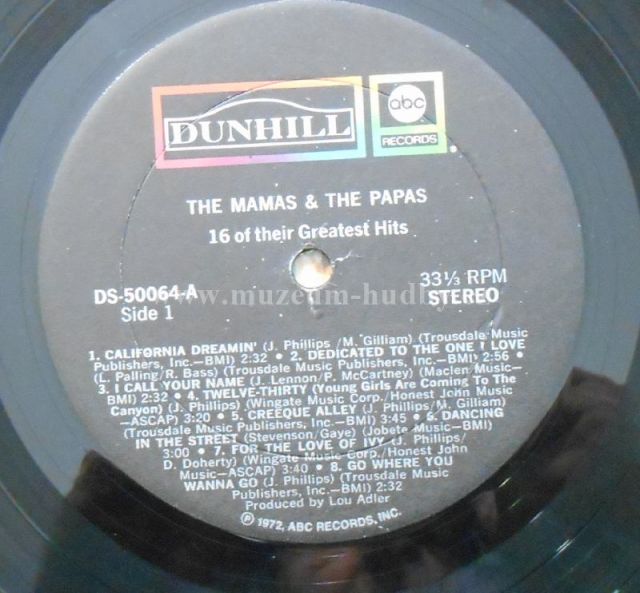 DUNHILL
abc
RECORDS
THE MAMAS & THE PAPAS
16 of their Greatest Hits
DS-50064-A
Side 1
33⅓ RPM
STEREO
www.muzeum-hudby
1. CALIFORNIA DREAMIN' (J. Phillips /M. Gilliam) (Trousdale Music
Publishers, Inc.—BMI) 2:32 • 2. DEDICATED TO THE ONE I LOVE
(L. Palling/R. Bass) (Trousdale Music Publishers, Inc.—BMI) 2:56 •
3. I CALL YOUR NAME (J. Lennon/P. McCartney) (Maclen Music—
BMI) 2:32 • 4. TWELVE-THIRTY (Young Girls Are Coming To The
Canyon) (J. Phillips) (Wingate Music Corp./Honest John Music
—ASCAP) 3:20 • 5. CREEQUE ALLEY (J. Phillips/M. Gilliam)
(Trousdale Music Publishers, Inc.—BMI) 3:45 • 6. DANCING
IN THE STREET (Stevenson/Gaye) (Jobete Music—BMI)
3:00 • 7. FOR THE LOVE OF IVY (J. Phillips/
D. Doherty) (Wingate Music Corp./Honest John
Music—ASCAP) 3:40 • 8. GO WHERE YOU
WANNA GO (J. Phillips) (Trousdale Music
Publishers, Inc.—BMI) 2:32
Produced by Lou Adler
℗ 1972, ABC RECORDS, INC.